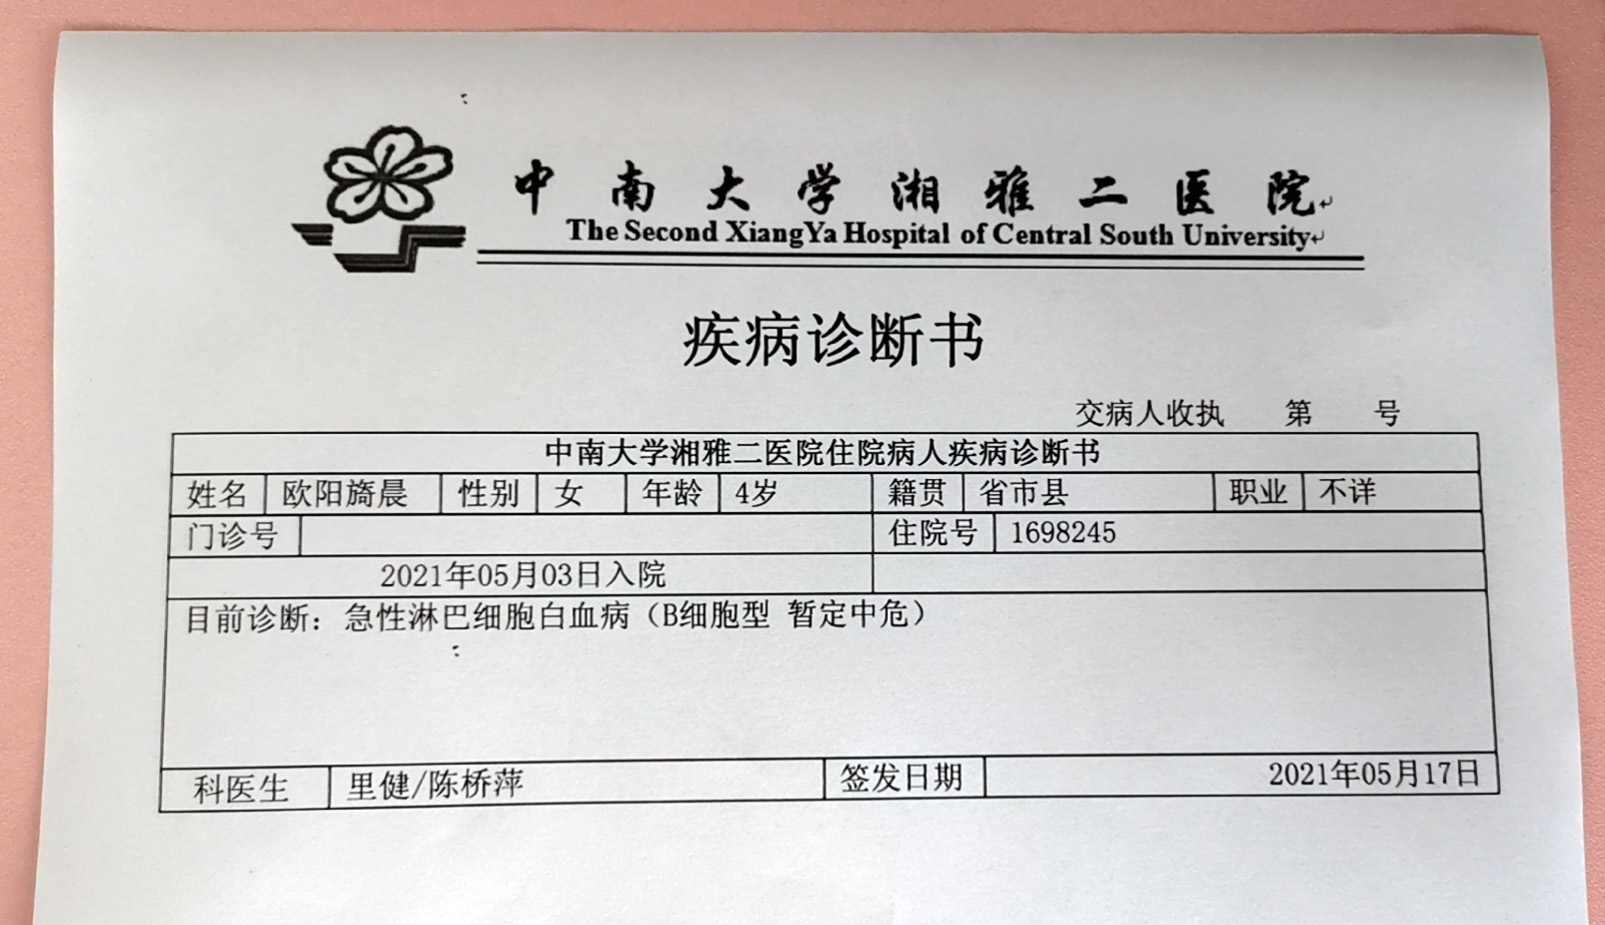 中南大学湘雅二医院↵
The Second XiangYa Hospital of Central South University↵
疾病诊断书
交病人收执 第 号
中南大学湘雅二医院住院病人疾病诊断书
姓名 欧阳旖晨 性别 女 年龄 4岁 籍贯 省市县 职业 不详
门诊号 住院号 1698245
2021年05月03日入院
目前诊断：急性淋巴细胞白血病（B细胞型 暂定中危）
科医生 里健/陈桥萍 签发日期 2021年05月17日